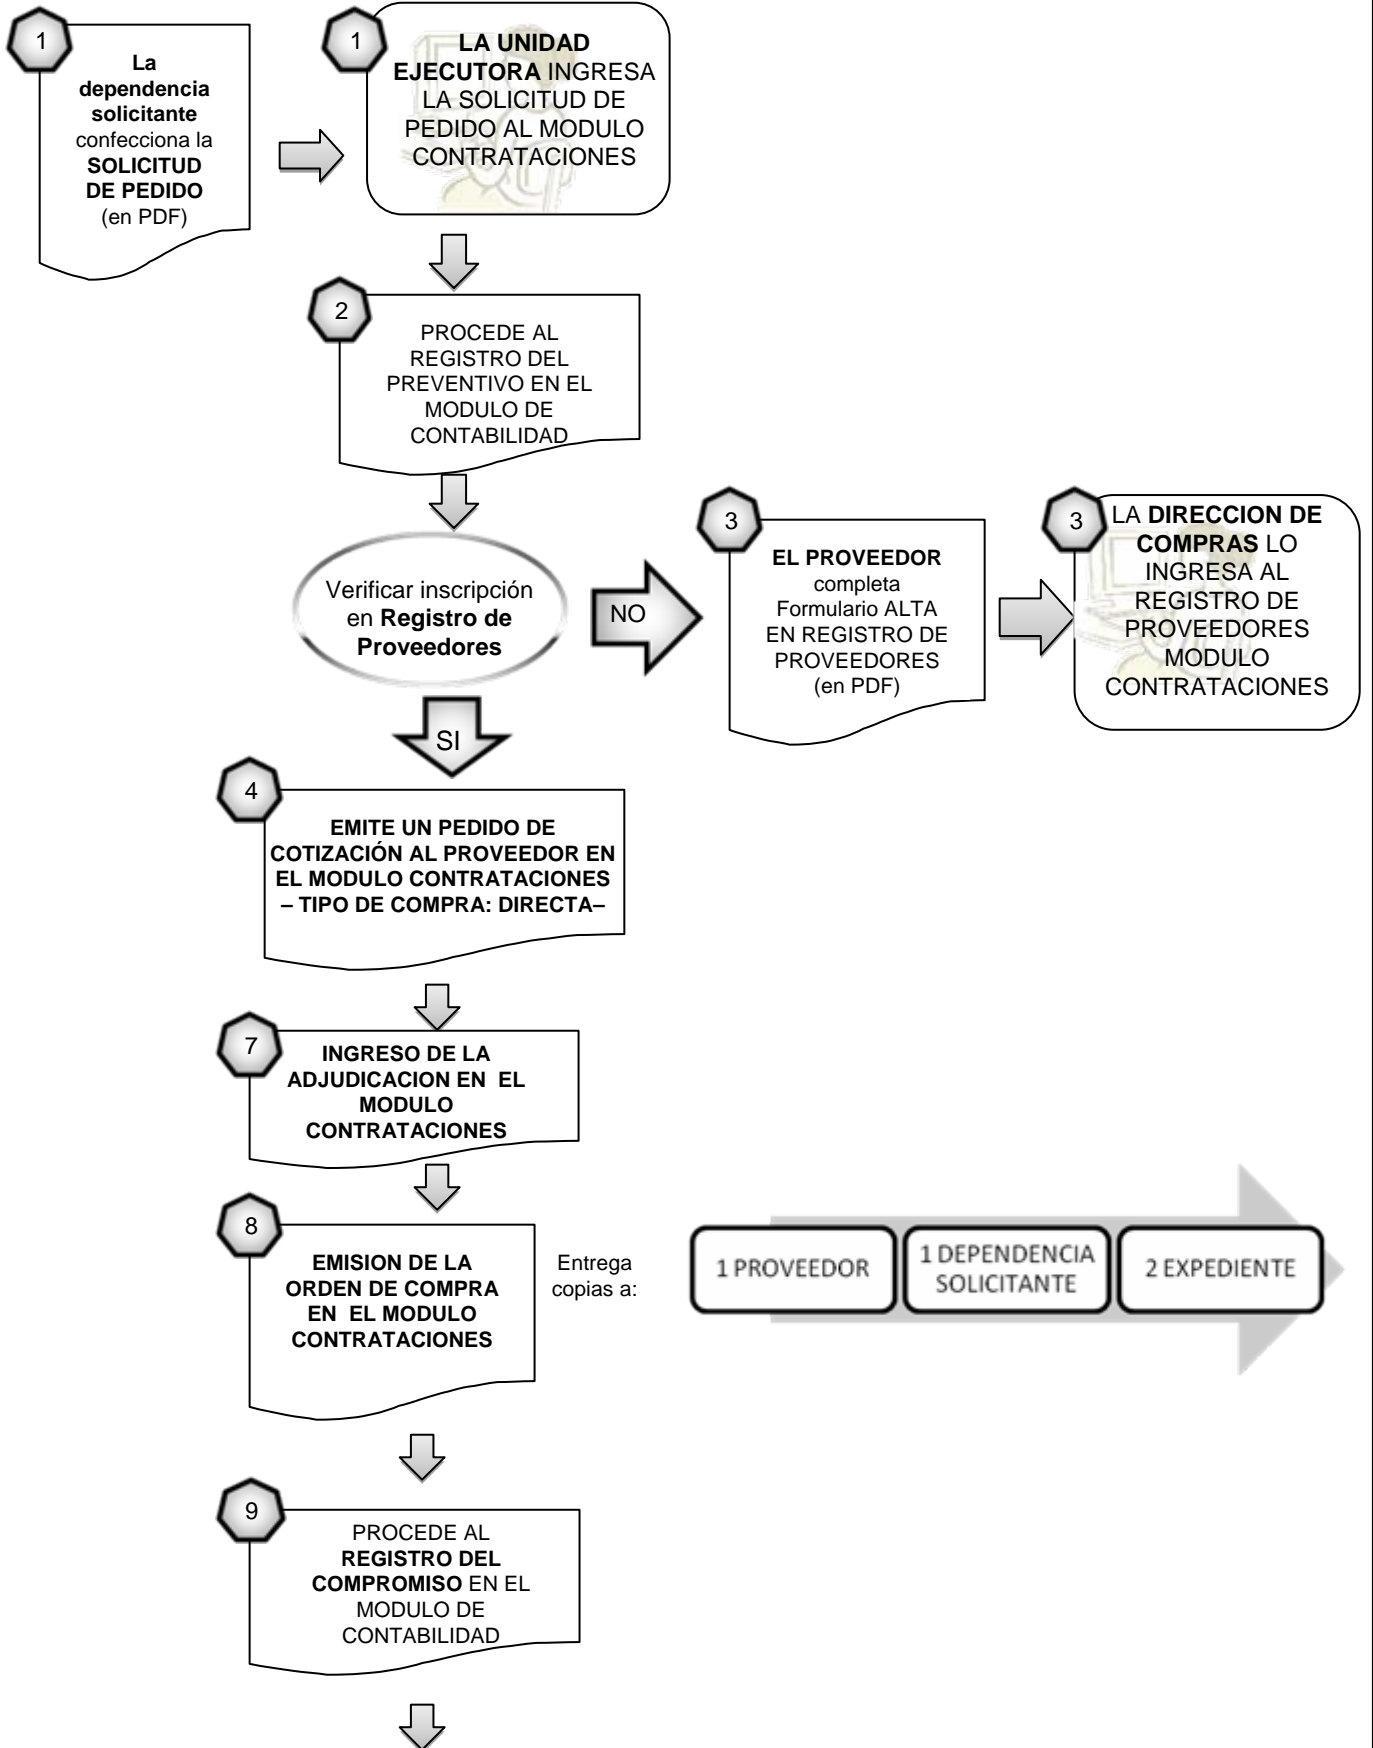 1
La
dependencia
solicitante
confecciona la
SOLICITUD
DE PEDIDO
(en PDF)
1
LA UNIDAD
EJECUTORA INGRESA
LA SOLICITUD DE
PEDIDO AL MODULO
CONTRATACIONES
2
PROCEDE AL
REGISTRO DEL
PREVENTIVO EN EL
MODULO DE
CONTABILIDAD
Verificar inscripción
en Registro de
Proveedores
NO
3
EL PROVEEDOR
completa
Formulario ALTA
EN REGISTRO DE
PROVEEDORES
(en PDF)
3
LA DIRECCION DE
COMPRAS LO
INGRESA AL
REGISTRO DE
PROVEEDORES
MODULO
CONTRATACIONES
SI
4
EMITE UN PEDIDO DE
COTIZACIÓN AL PROVEEDOR EN
EL MODULO CONTRATACIONES
– TIPO DE COMPRA: DIRECTA–
7
INGRESO DE LA
ADJUDICACION EN EL
MODULO
CONTRATACIONES
8
EMISION DE LA
ORDEN DE COMPRA
EN EL MODULO
CONTRATACIONES
Entrega
copias a:
1 PROVEEDOR
1 DEPENDENCIA
SOLICITANTE
2 EXPEDIENTE
9
PROCEDE AL
REGISTRO DEL
COMPROMISO EN EL
MODULO DE
CONTABILIDAD